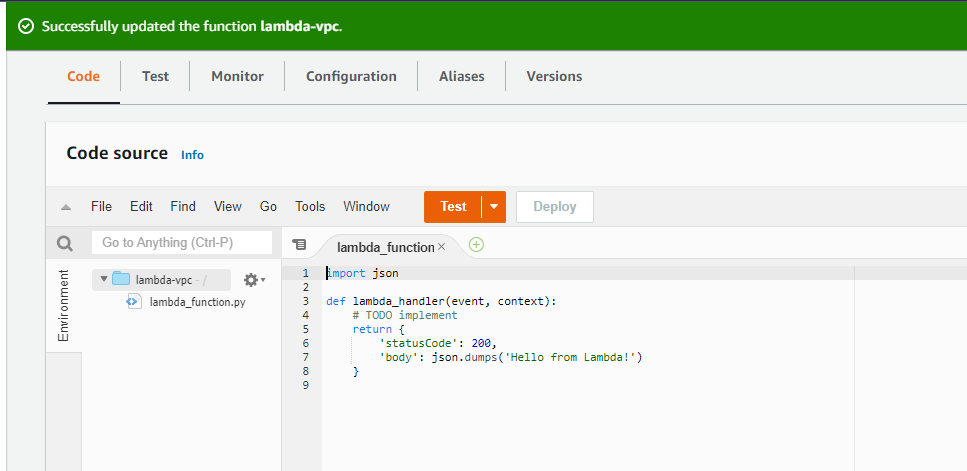 Successfully updated the function lambda-vpc.
Code Test Monitor Configuration Aliases Versions
Code source Info
File Edit Find View Go Tools Window Test Deploy
Go to Anything (Ctrl-P) lambda_function ×
Environment
lambda-vpc - /
lambda_function.py
1 import json
2
3 def lambda_handler(event, context):
4 # TODO implement
5 return {
6 'statusCode': 200,
7 'body': json.dumps('Hello from Lambda!')
8 }
9